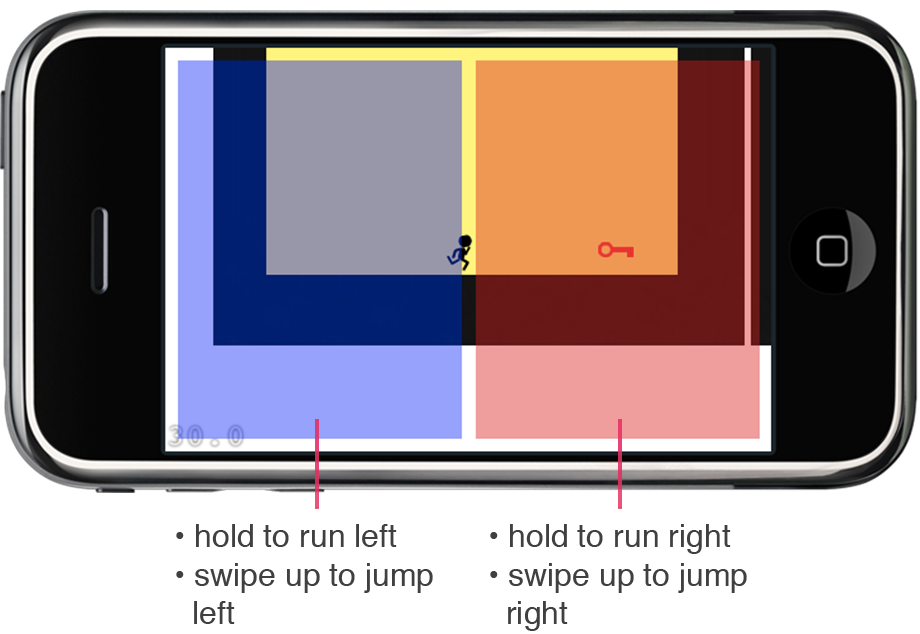 30.0
• hold to run left
• swipe up to jump
left
• hold to run right
• swipe up to jump
right